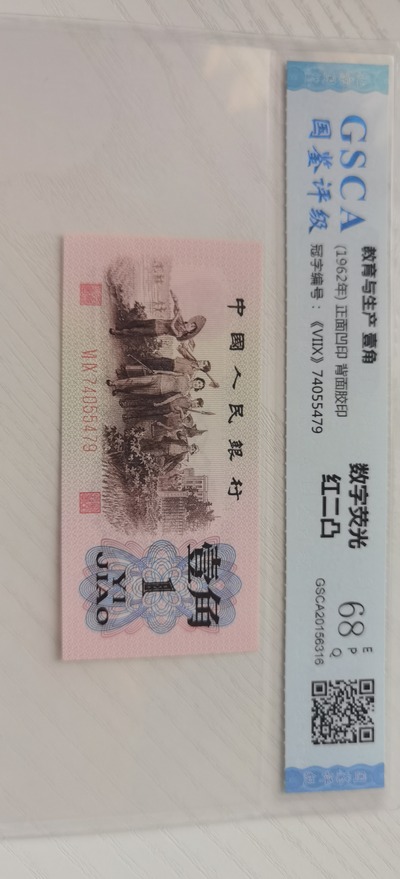 GSCA
国鉴评级
教育与生产 壹角
(1962年) 正面凹印 背面胶印
冠字编号：《VIIX》74055479
数字荧光
红二凸
68
E
P
Q
GSCA20156316
中國人民銀行
VIIX 74055479
壹角
1
YI
JIAO